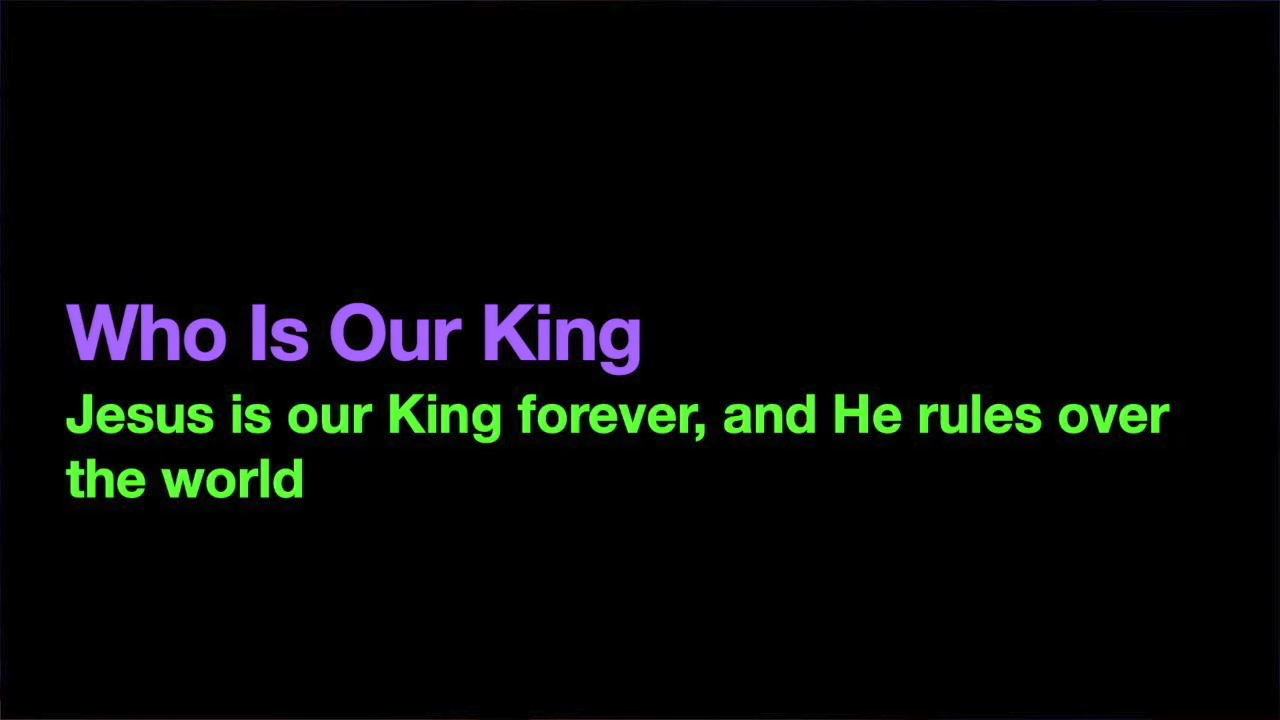 Who Is Our King
Jesus is our King forever, and He rules over
the world